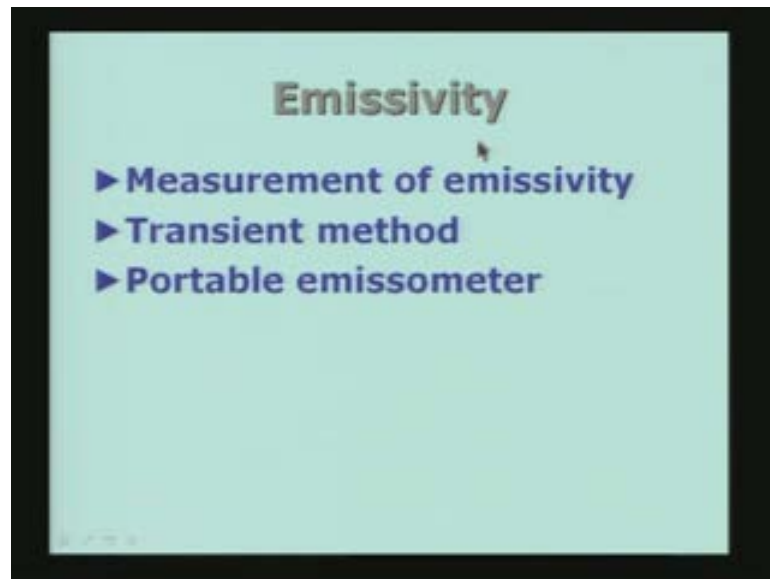 Emissivity
►Measurement of emissivity
►Transient method
►Portable emissometer